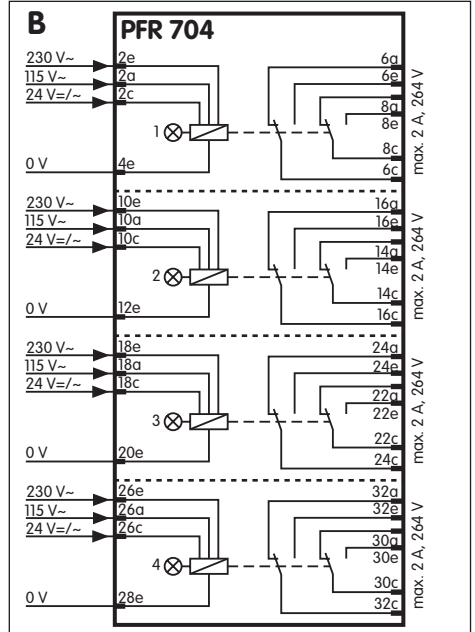 B
PFR 704
230 V~ 2e 6a
115 V~ 2a 6e
24 V=/~ 2c 8a
1 8e
8c
0 V 4e 6c
max. 2 A, 264 V
230 V~ 10e 16a
115 V~ 10a 16e
24 V=/~ 10c 14a
2 14e
14c
0 V 12e 16c
max. 2 A, 264 V
230 V~ 18e 24a
115 V~ 18a 24e
24 V=/~ 18c 22a
3 22e
22c
0 V 20e 24c
max. 2 A, 264 V
230 V~ 26e 32a
115 V~ 26a 32e
24 V=/~ 26c 30a
4 30e
30c
0 V 28e 32c
max. 2 A, 264 V